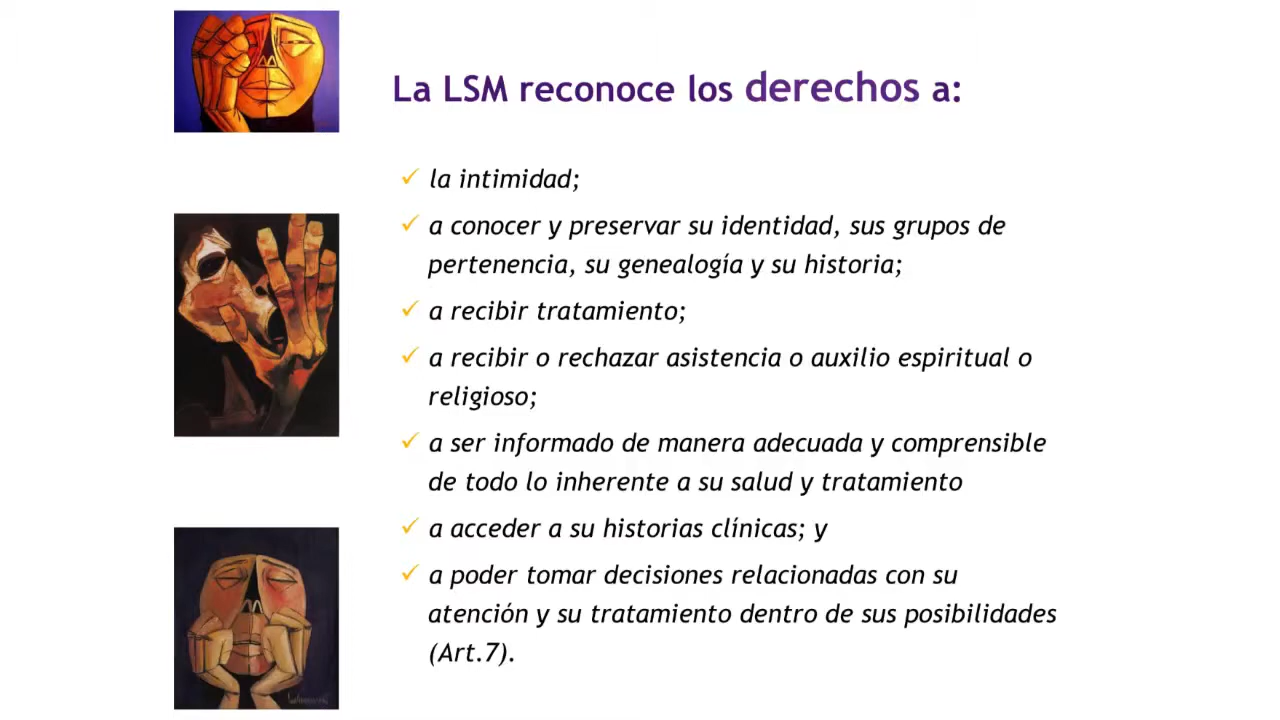 La LSM reconoce los derechos a:
✓ la intimidad;
✓ a conocer y preservar su identidad, sus grupos de
pertenencia, su genealogía y su historia;
✓ a recibir tratamiento;
✓ a recibir o rechazar asistencia o auxilio espiritual o
religioso;
✓ a ser informado de manera adecuada y comprensible
de todo lo inherente a su salud y tratamiento
✓ a acceder a su historias clínicas; y
✓ a poder tomar decisiones relacionadas con su
atención y su tratamiento dentro de sus posibilidades
(Art.7).